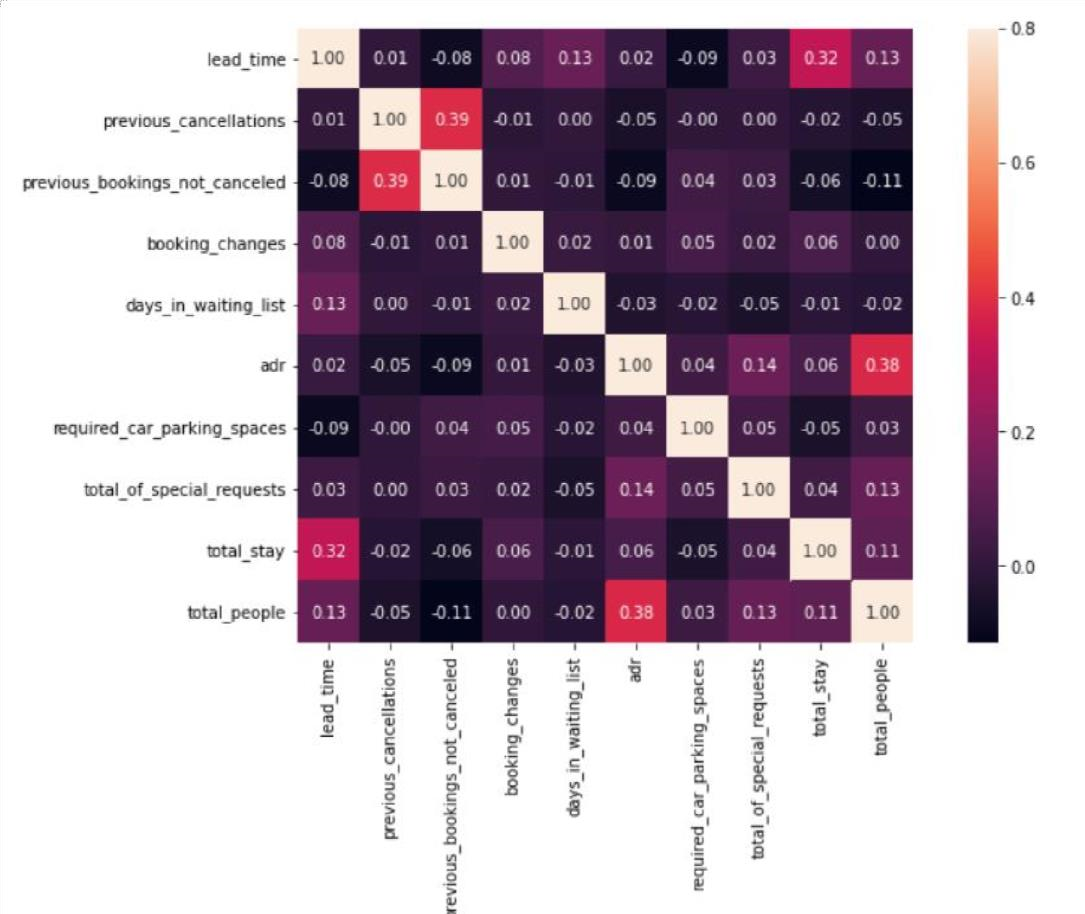 0.8
lead_time 1.00 0.01 -0.08 0.08 0.13 0.02 -0.09 0.03 0.32 0.13
previous_cancellations 0.01 1.00 0.39 -0.01 0.00 -0.05 -0.00 0.00 -0.02 -0.05
0.6
previous_bookings_not_canceled -0.08 0.39 1.00 0.01 -0.01 -0.09 0.04 0.03 -0.06 -0.11
booking_changes 0.08 -0.01 0.01 1.00 0.02 0.01 0.05 0.02 0.06 0.00
days_in_waiting_list 0.13 0.00 -0.01 0.02 1.00 -0.03 -0.02 -0.05 -0.01 -0.02
0.4
adr 0.02 -0.05 -0.09 0.01 -0.03 1.00 0.04 0.14 0.06 0.38
required_car_parking_spaces -0.09 -0.00 0.04 0.05 -0.02 0.04 1.00 0.05 -0.05 0.03
0.2
total_of_special_requests 0.03 0.00 0.03 0.02 -0.05 0.14 0.05 1.00 0.04 0.13
total_stay 0.32 -0.02 -0.06 0.06 -0.01 0.06 -0.05 0.04 1.00 0.11
0.0
total_people 0.13 -0.05 -0.11 0.00 -0.02 0.38 0.03 0.13 0.11 1.00
lead_time
previous_cancellations
revious_bookings_not_canceled
booking_changes
days_in_waiting_list
adr
required_car_parking_spaces
total_of_special_requests
total_stay
total_people